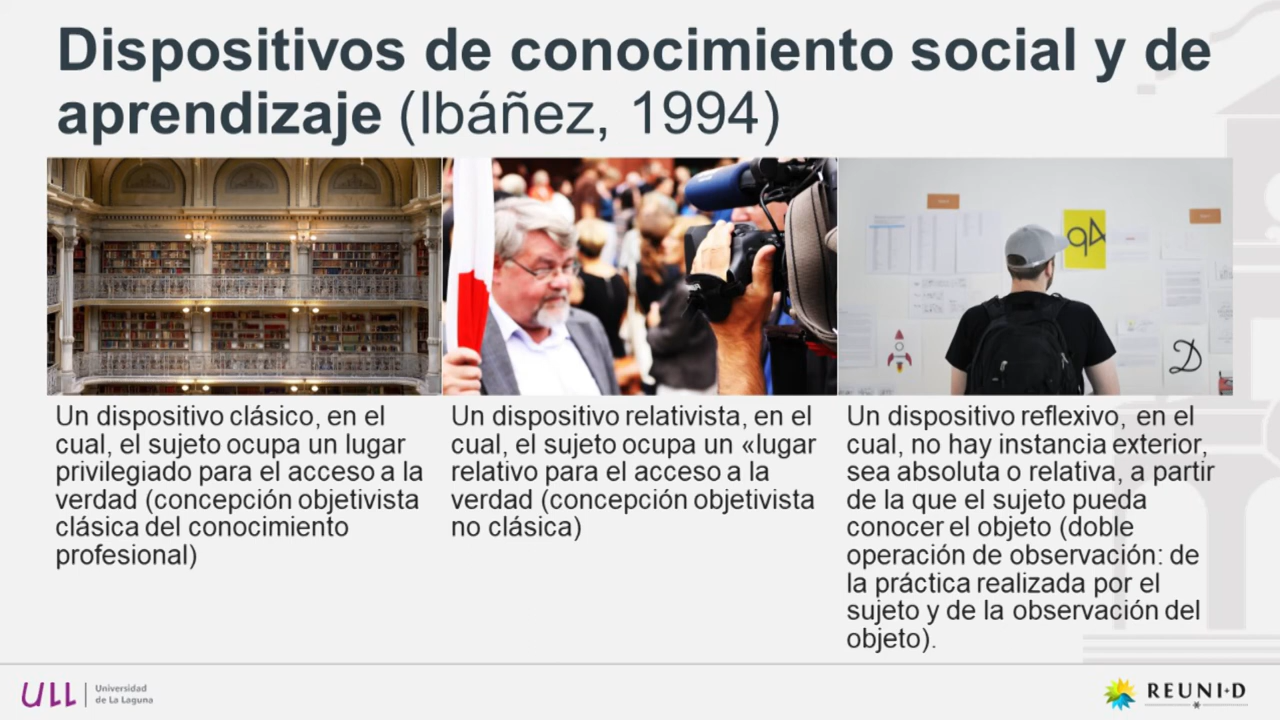 Dispositivos de conocimiento social y de
aprendizaje (Ibáñez, 1994)
94
D
Un dispositivo clásico, en el
cual, el sujeto ocupa un lugar
privilegiado para el acceso a la
verdad (concepción objetivista
clásica del conocimiento
profesional)
Un dispositivo relativista, en el
cual, el sujeto ocupa un «lugar
relativo para el acceso a la
verdad (concepción objetivista
no clásica)
Un dispositivo reflexivo, en el
cual, no hay instancia exterior,
sea absoluta o relativa, a partir
de la que el sujeto pueda
conocer el objeto (doble
operación de observación: de
la práctica realizada por el
sujeto y de la observación del
objeto).
ULL
Universidad
de La Laguna
REUNI+D